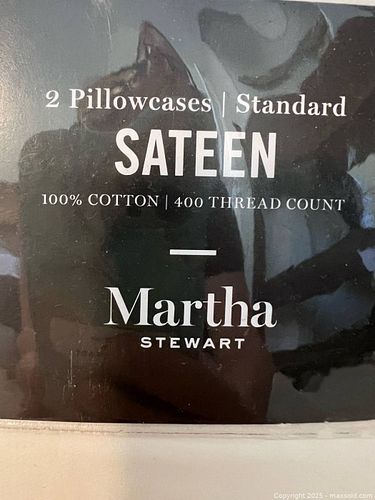 2 Pillowcases | Standard
SATEEN
100% COTTON | 400 THREAD COUNT
Martha
STEWART
Copyright 2025 - maxsold.com